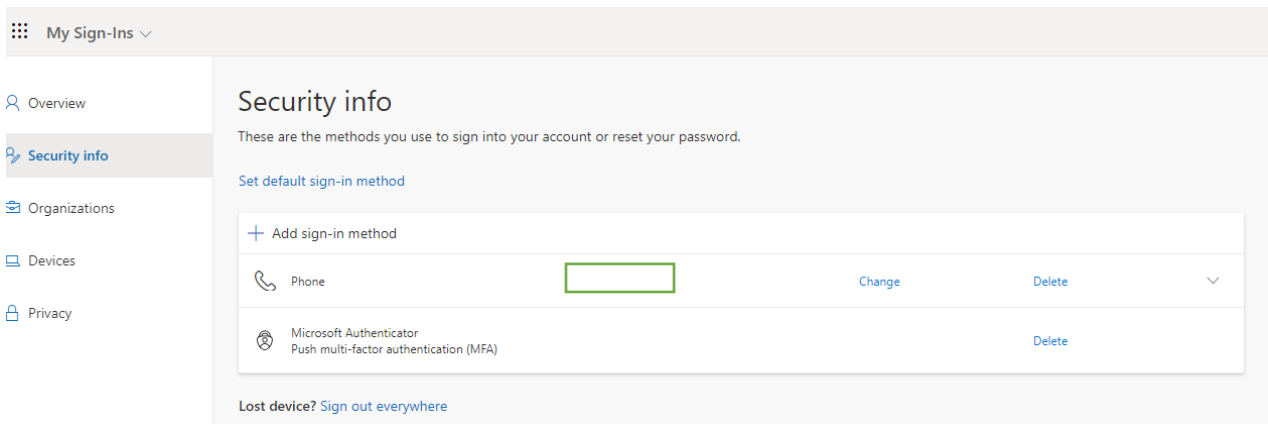 My Sign-Ins
Overview
Security info
Organizations
Devices
Privacy
Security info
These are the methods you use to sign into your account or reset your password.
Set default sign-in method
Add sign-in method
Phone Change Delete
Microsoft Authenticator
Push multi-factor authentication (MFA) Delete
Lost device? Sign out everywhere